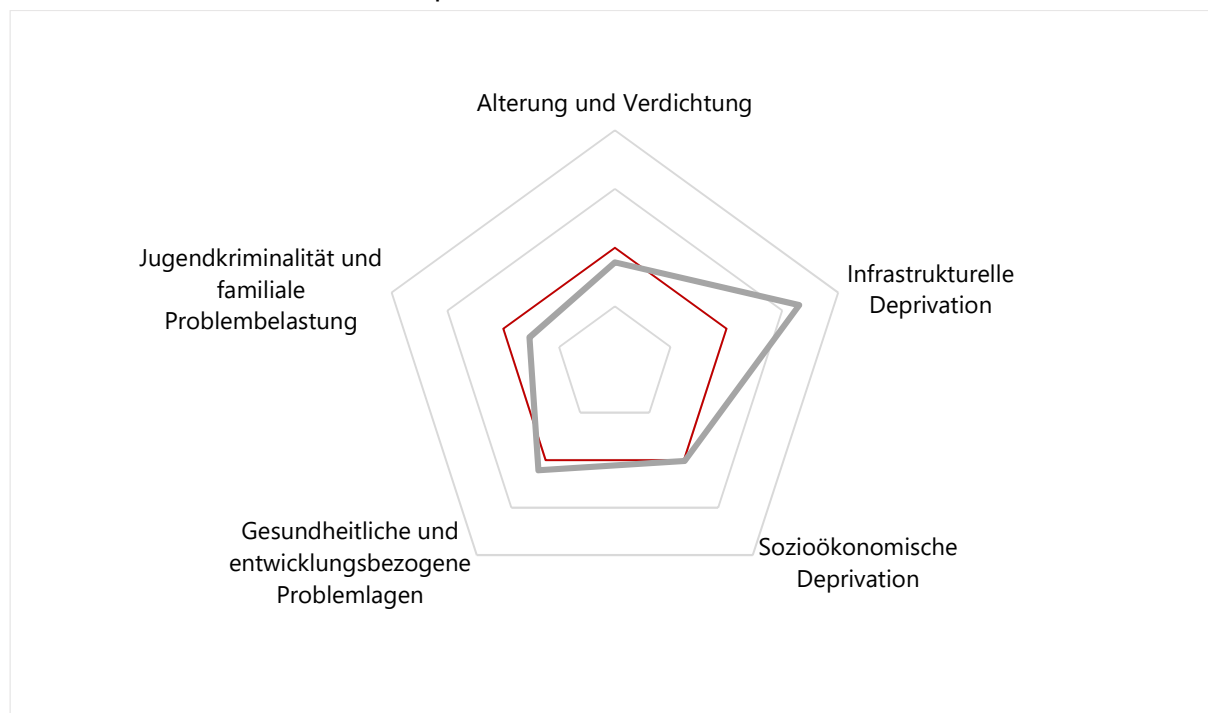 Alterung und Verdichtung
Infrastrukturelle
Deprivation
Sozioökonomische
Deprivation
Gesundheitliche und
entwicklungsbezogene
Problemlagen
Jugendkriminalität und
familiale
Problembelastung